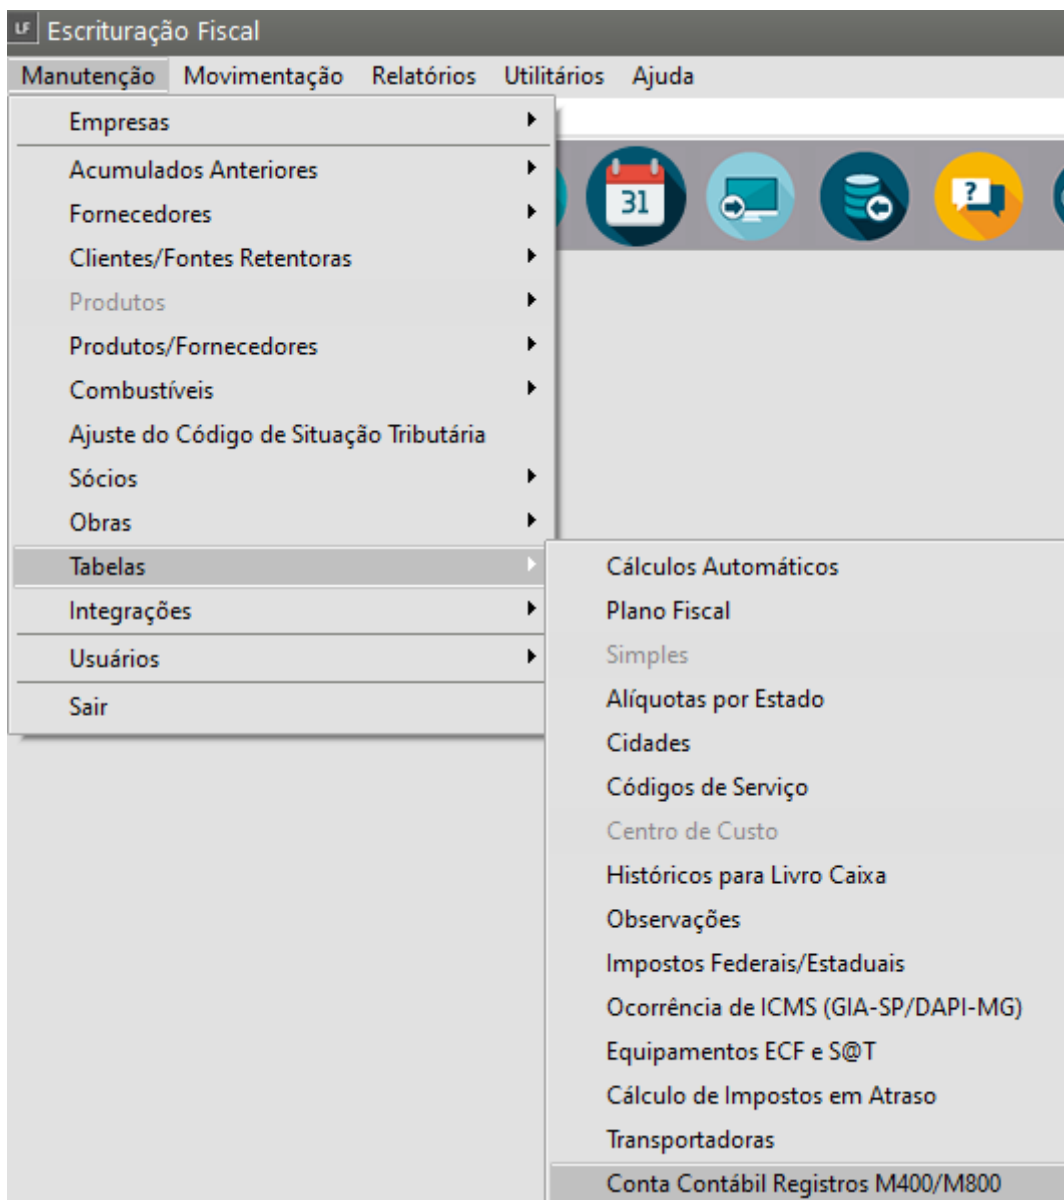 LF Escrituração Fiscal
Manutenção Movimentação Relatórios Utilitários Ajuda
Empresas
Acumulados Anteriores
Fornecedores
Clientes/Fontes Retentoras
Produtos
Produtos/Fornecedores
Combustíveis
Ajuste do Código de Situação Tributária
Sócios
Obras
Tabelas
Integrações
Usuários
Sair
31
?
Cálculos Automáticos
Plano Fiscal
Simples
Alíquotas por Estado
Cidades
Códigos de Serviço
Centro de Custo
Históricos para Livro Caixa
Observações
Impostos Federais/Estaduais
Ocorrência de ICMS (GIA-SP/DAPI-MG)
Equipamentos ECF e S@T
Cálculo de Impostos em Atraso
Transportadoras
Conta Contábil Registros M400/M800